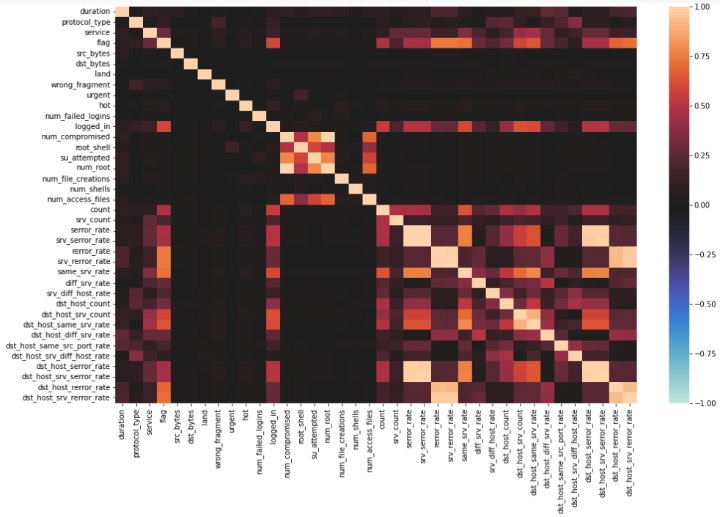 duration
protocol_type
service
flag
src_bytes
dst_bytes
land
wrong_fragment
urgent
hot
num_failed_logins
logged_in
num_compromised
root_shell
su_attempted
num_root
num_file_creations
num_shells
num_access_files
count
srv_count
serror_rate
srv_serror_rate
rerror_rate
srv_rerror_rate
same_srv_rate
diff_srv_rate
srv_diff_host_rate
dst_host_count
dst_host_srv_count
dst_host_same_srv_rate
dst_host_diff_srv_rate
dst_host_same_src_port_rate
dst_host_srv_diff_host_rate
dst_host_serror_rate
dst_host_srv_serror_rate
dst_host_rerror_rate
dst_host_srv_rerror_rate
duration
protocol_type
service
flag
src_bytes
dst_bytes
land
wrong_fragment
urgent
hot
num_failed_logins
logged_in
num_compromised
root_shell
su_attempted
num_root
num_file_creations
num_shells
num_access_files
count
srv_count
serror_rate
srv_serror_rate
rerror_rate
srv_rerror_rate
same_srv_rate
diff_srv_rate
srv_diff_host_rate
dst_host_count
dst_host_srv_count
dst_host_same_srv_rate
dst_host_diff_srv_rate
dst_host_same_src_port_rate
dst_host_srv_diff_host_rate
dst_host_serror_rate
dst_host_srv_serror_rate
dst_host_rerror_rate
dst_host_srv_rerror_rate
1.00
0.75
0.50
0.25
0.00
−0.25
−0.50
−0.75
−1.00